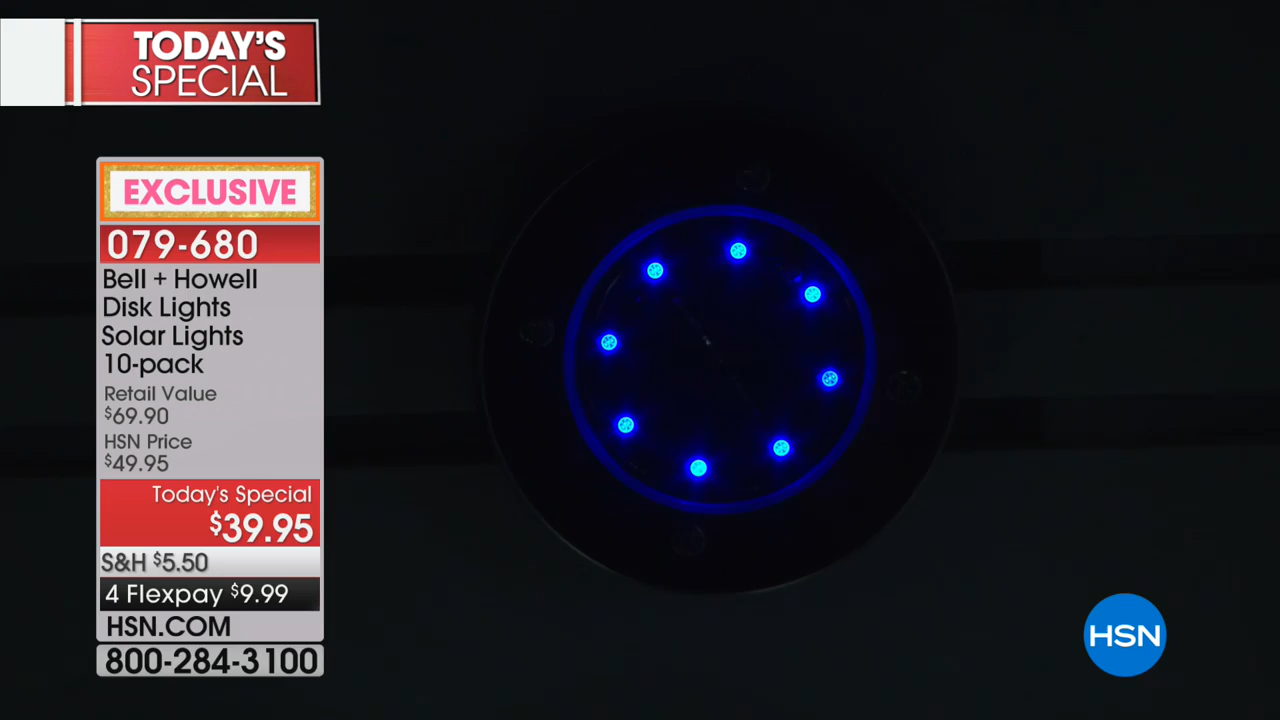 TODAY'S
SPECIAL
EXCLUSIVE
079-680
Bell + Howell
Disk Lights
Solar Lights
10-pack
Retail Value
$69.90
HSN Price
$49.95
Today's Special
$39.95
S&H $5.50
4 Flexpay $9.99
HSN.COM
800-284-3100
HSN